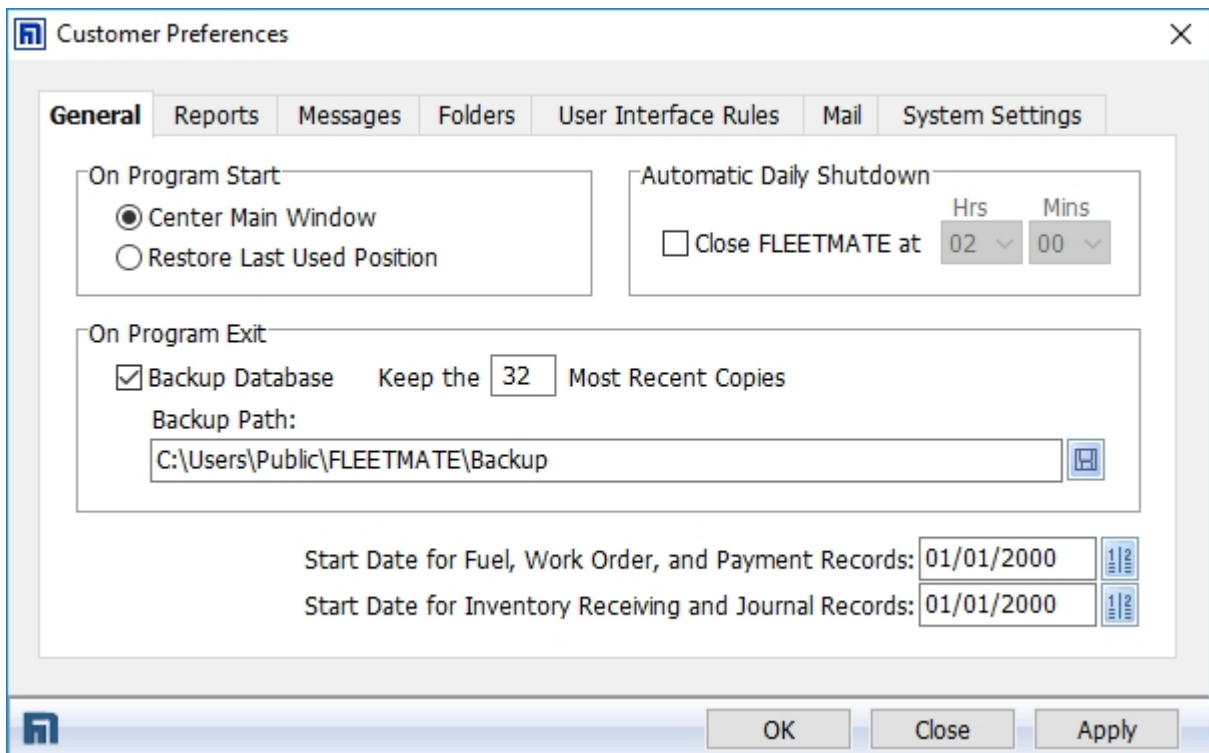 Customer Preferences
General Reports Messages Folders User Interface Rules Mail System Settings
On Program Start
Center Main Window
Restore Last Used Position
Automatic Daily Shutdown
Hrs Mins
Close FLEETMATE at 02 00
On Program Exit
Backup Database Keep the 32 Most Recent Copies
Backup Path:
C:\Users\Public\FLEETMATE\Backup
Start Date for Fuel, Work Order, and Payment Records: 01/01/2000
Start Date for Inventory Receiving and Journal Records: 01/01/2000
OK Close Apply